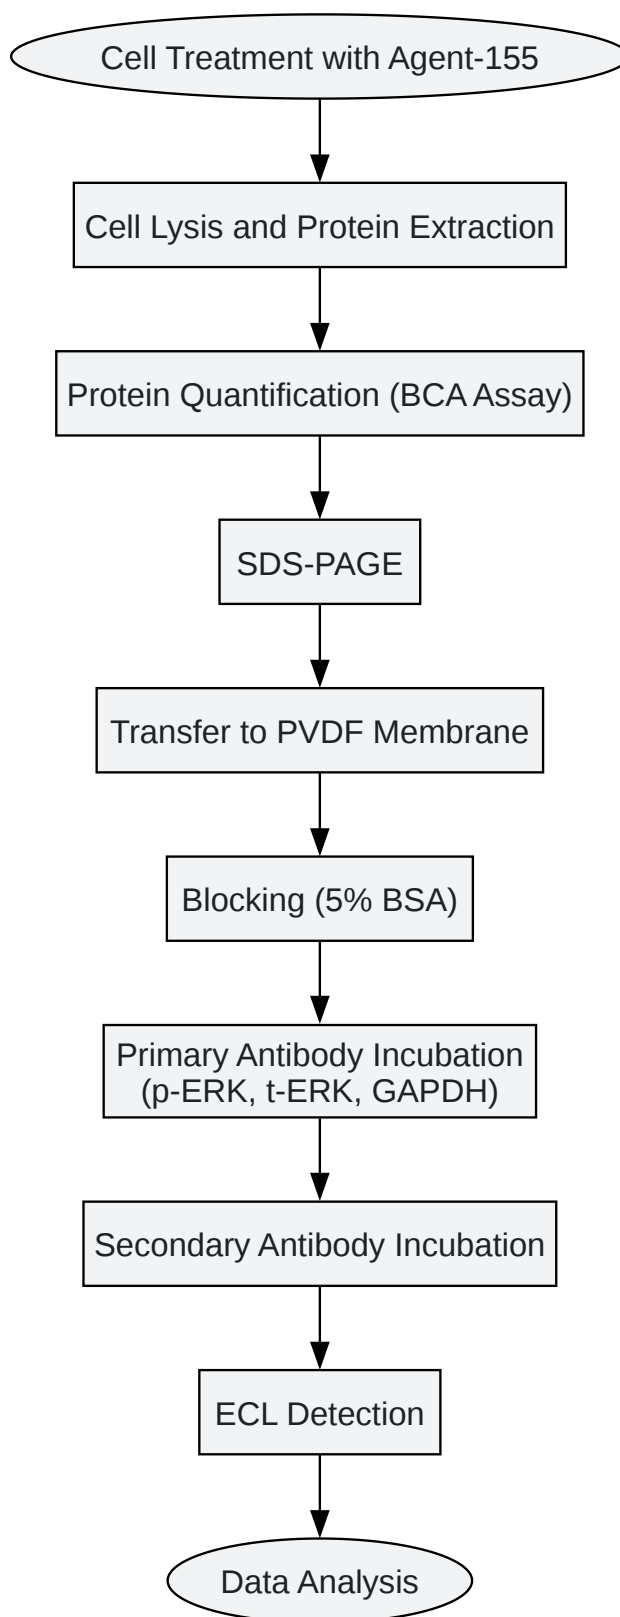 Cell Treatment with Agent-155
Cell Lysis and Protein Extraction
Protein Quantification (BCA Assay)
SDS-PAGE
Transfer to PVDF Membrane
Blocking (5% BSA)
Primary Antibody Incubation
(p-ERK, t-ERK, GAPDH)
Secondary Antibody Incubation
ECL Detection
Data Analysis